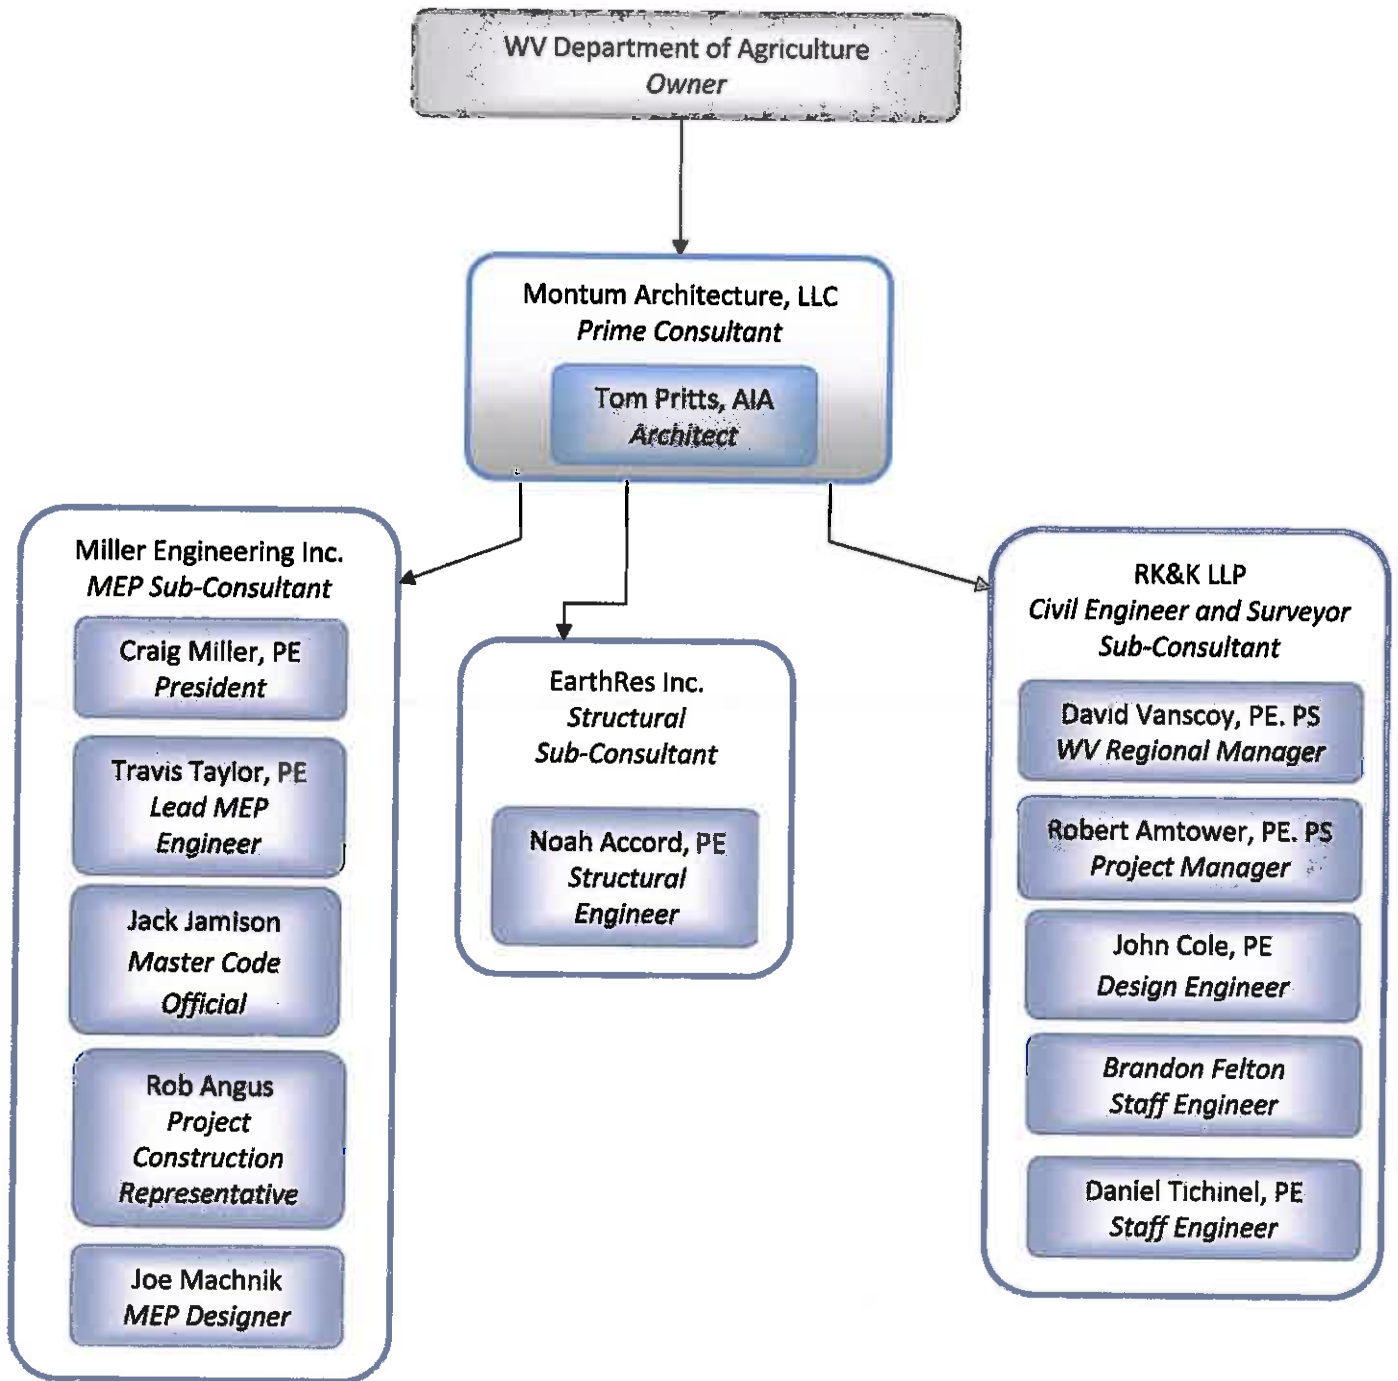 WV Department of Agriculture
Owner
Montum Architecture, LLC
Prime Consultant
Tom Pritts, AIA
Architect
Miller Engineering Inc.
MEP Sub-Consultant
Craig Miller, PE
President
Travis Taylor, PE
Lead MEP
Engineer
Jack Jamison
Master Code
Official
Rob Angus
Project
Construction
Representative
Joe Machnik
MEP Designer
EarthRes Inc.
Structural
Sub-Consultant
Noah Accord, PE
Structural
Engineer
RK&K LLP
Civil Engineer and Surveyor
Sub-Consultant
David Vanscoy, PE. PS
WV Regional Manager
Robert Amtower, PE. PS
Project Manager
John Cole, PE
Design Engineer
Brandon Felton
Staff Engineer
Daniel Tichinel, PE
Staff Engineer